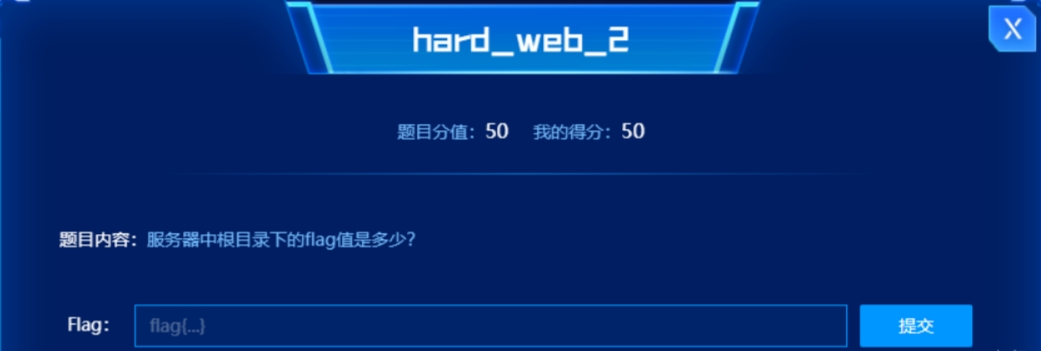 hard_web_2
X
题目分值：50 我的得分：50
题目内容：服务器中根目录下的flag值是多少？
Flag： flag{...} 提交